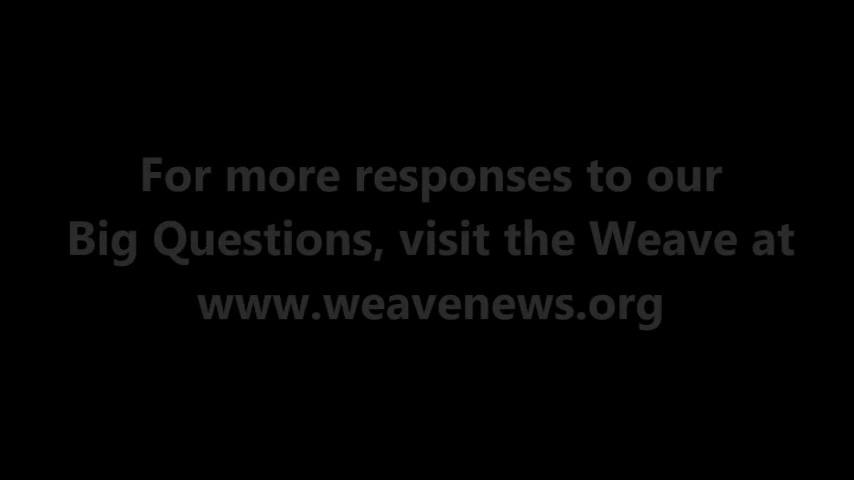 For more responses to our
Big Questions, visit the Weave at
www.weavenews.org